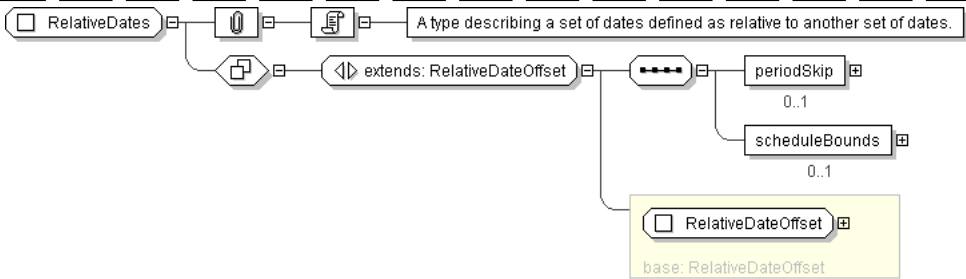 RelativeDates
A type describing a set of dates defined as relative to another set of dates.
extends: RelativeDateOffset
periodSkip
0..1
scheduleBounds
0..1
RelativeDateOffset
base: RelativeDateOffset